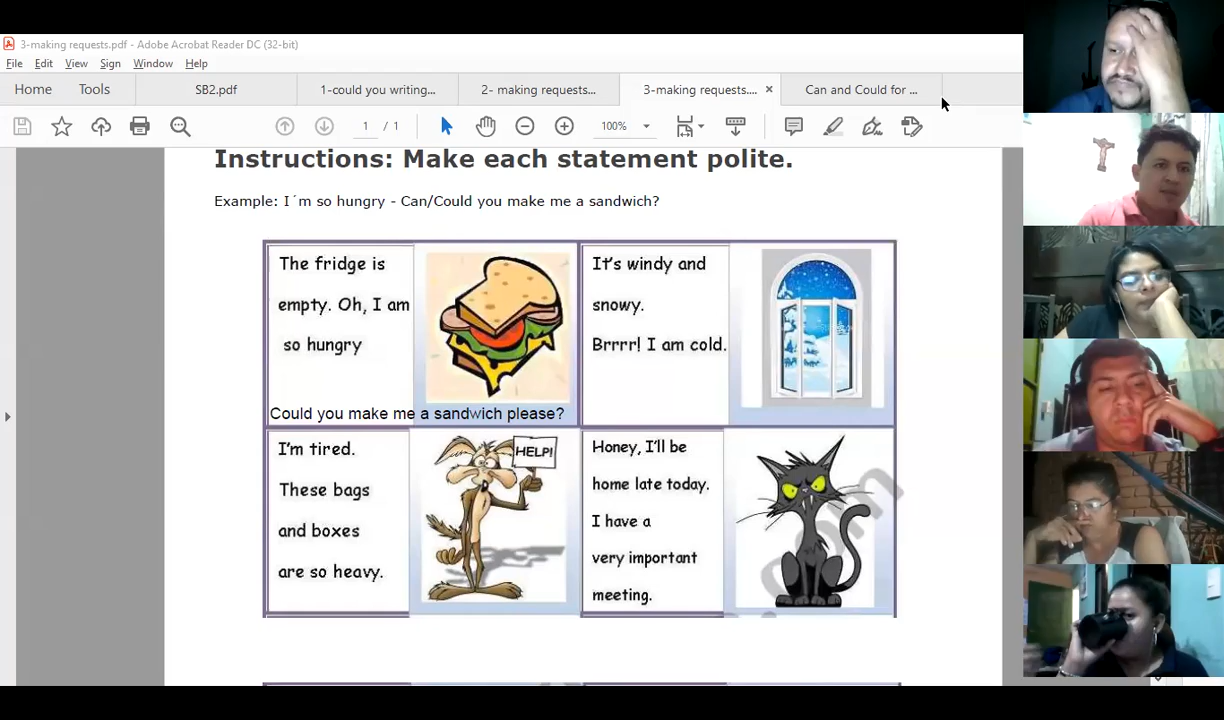 3-making requests.pdf - Adobe Acrobat Reader DC (32-bit)
File Edit View Sign Window Help
Home Tools SB2.pdf 1-could you writing... 2- making requests... 3-making requests.... × Can and Could for ...
1 / 1 100%
Instructions: Make each statement polite.
Example: I´m so hungry - Can/Could you make me a sandwich?
The fridge is
empty. Oh, I am
so hungry
Could you make me a sandwich please?
It's windy and
snowy.
Brrrr! I am cold.
I'm tired.
These bags
and boxes
are so heavy.
HELP!
Honey, I'll be
home late today.
I have a
very important
meeting.